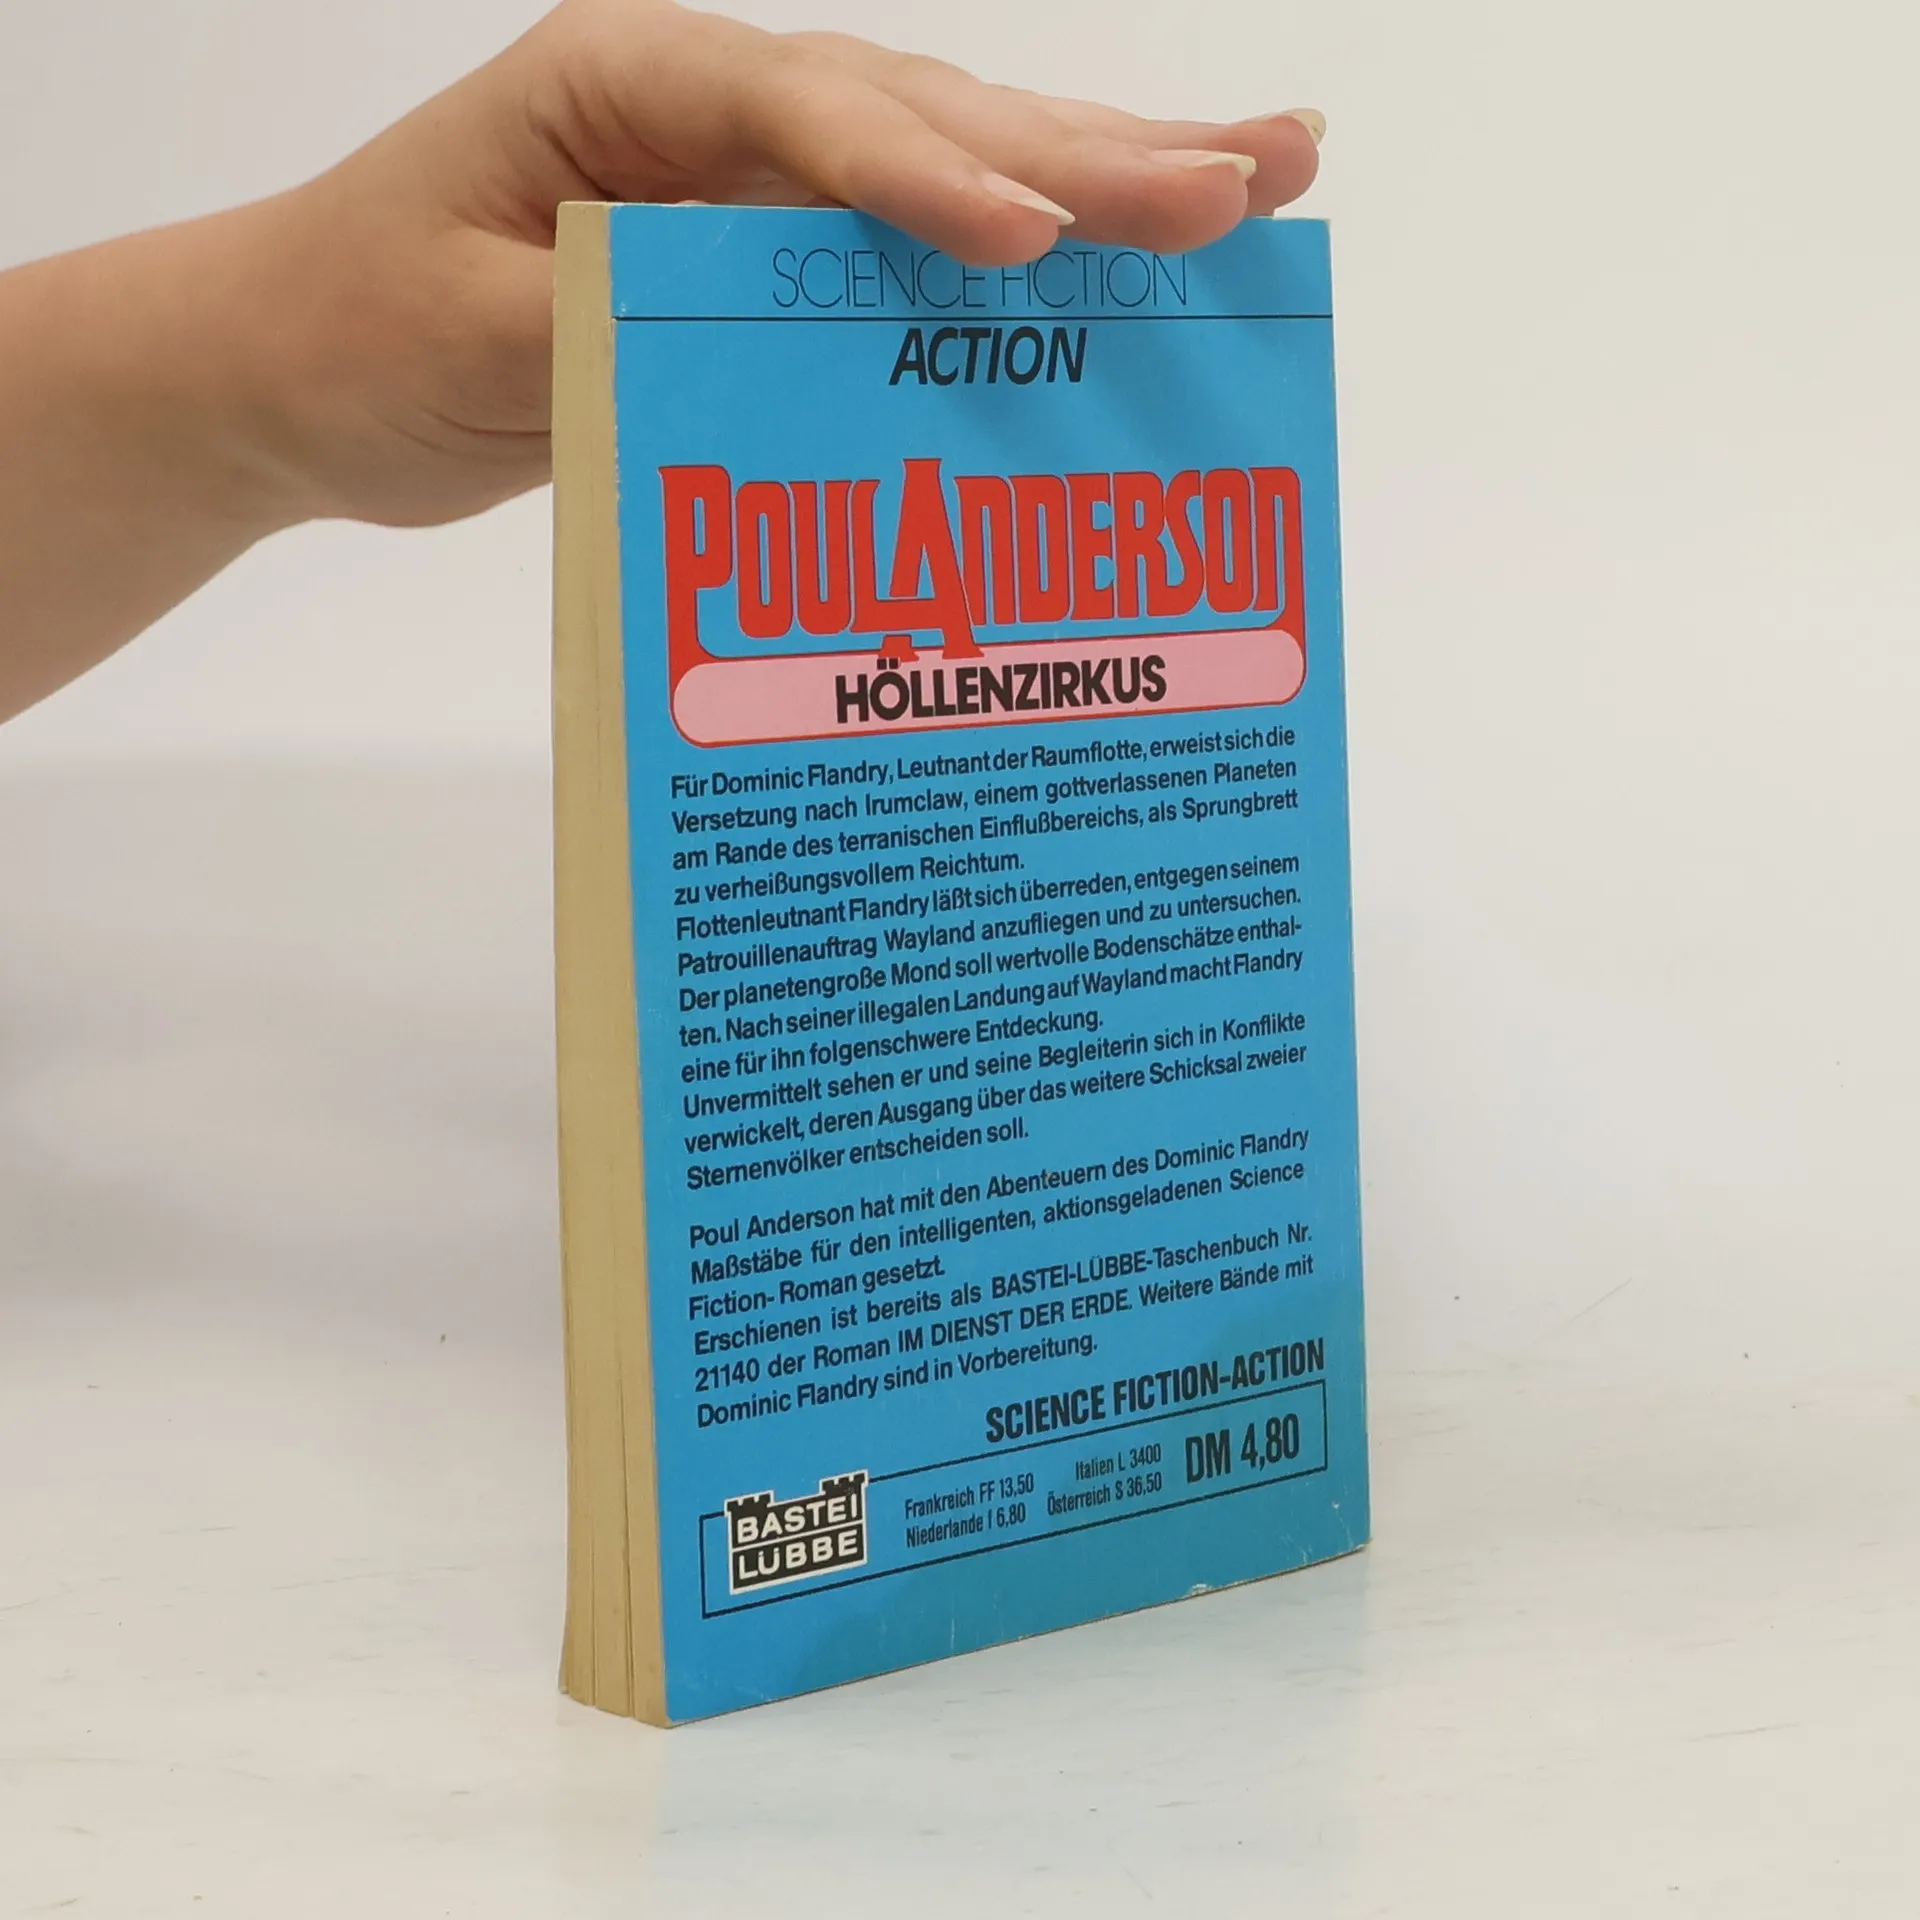 SCIENCE FICTION
ACTION
POUL ANDERSON
HÖLLENZIRKUS
Für Dominic Flandry, Leutnant der Raumflotte, erweist sich die
Versetzung nach Irumclaw, einem gottverlassenen Planeten
am Rande des terranischen Einflußbereichs, als Sprungbrett
zu verheißungsvollem Reichtum.
Flottenleutnant Flandry läßt sich überreden, entgegen seinem
Patrouillenauftrag Wayland anzufliegen und zu untersuchen.
Der planetengroße Mond soll wertvolle Bodenschätze enthal-
ten. Nach seiner illegalen Landung auf Wayland macht Flandry
eine für ihn folgenschwere Entdeckung.
Unvermittelt sehen er und seine Begleiterin sich in Konflikte
verwickelt, deren Ausgang über das weitere Schicksal zweier
Sternenvölker entscheiden soll.
Poul Anderson hat mit den Abenteuern des Dominic Flandry
Maßstäbe für den intelligenten, aktionsgeladenen Science
Fiction- Roman gesetzt.
Erschienen ist bereits als BASTEI-LÜBBE-Taschenbuch Nr.
21140 der Roman IM DIENST DER ERDE. Weitere Bände mit
Dominic Flandry sind in Vorbereitung.
SCIENCE FICTION-ACTION
BASTEI
LÜBBE
Frankreich FF 13,50 Italien L 3400
Niederlande f 6,80 Österreich S 36,50
DM 4,80